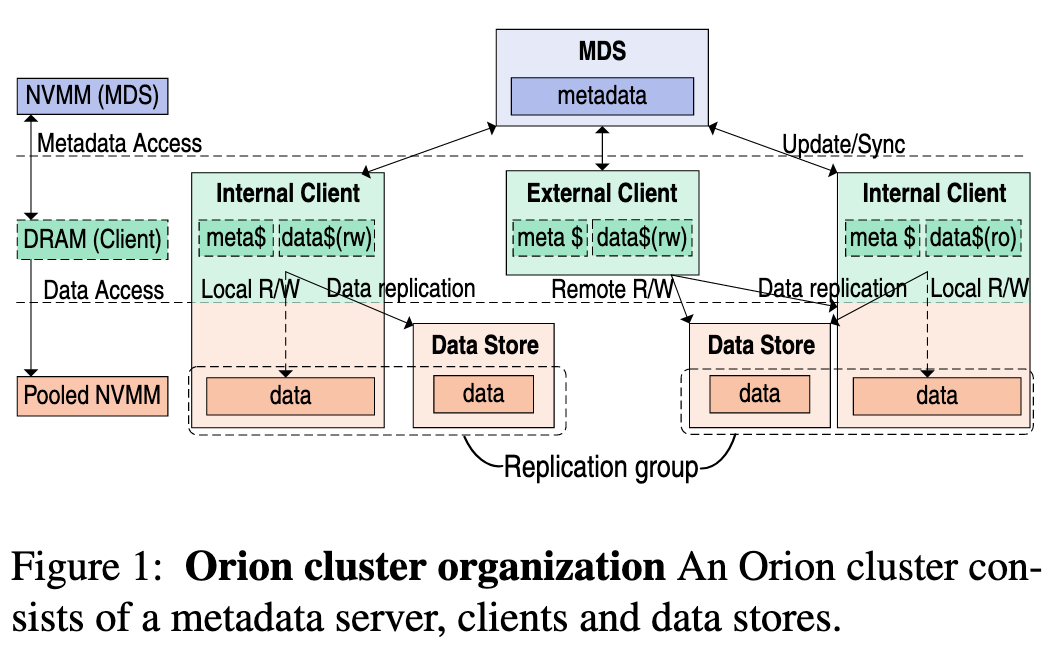 MDS
metadata
NVMM (MDS)
Metadata Access
Update/Sync
Internal Client
External Client
Internal Client
DRAM (Client)
meta$ data$(rw)
meta $ data$(rw)
meta $ data$(ro)
Data Access
Local R/W
Data replication
Remote R/W
Data replication
Local R/W
Data Store
Data Store
Pooled NVMM
data
data
data
data
Replication group
Figure 1: Orion cluster organization An Orion cluster con-
sists of a metadata server, clients and data stores.